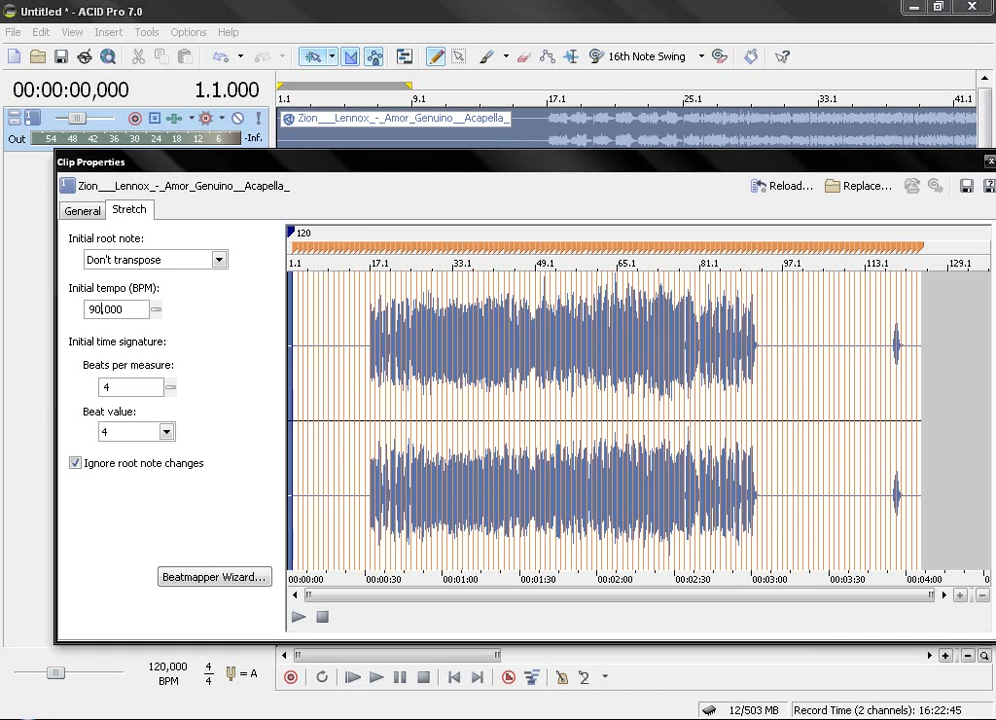 Untitled * - ACID Pro 7.0
File Edit View Insert Tools Options Help
16th Note Swing
00:00:00,000 1.1.000
1.1 9.1 17.1 25.1 33.1 41.1
Zion___Lennox_-_Amor_Genuino__Acapella_
Out 54 48 42 36 30 24 18 12 6 -Inf.
Clip Properties
Zion___Lennox_-_Amor_Genuino__Acapella_ Reload... Replace...
General Stretch
120
Initial root note:
Don't transpose
1.1 17.1 33.1 49.1 65.1 81.1 97.1 113.1 129.1
Initial tempo (BPM):
90.000
Initial time signature:
Beats per measure:
4
Beat value:
4
Ignore root note changes
Beatmapper Wizard...
00:00:00 00:00:30 00:01:00 00:01:30 00:02:00 00:02:30 00:03:00 00:03:30 00:04:00 0
120,000
BPM
4
4
= A
2
12/503 MB Record Time (2 channels): 16:22:45